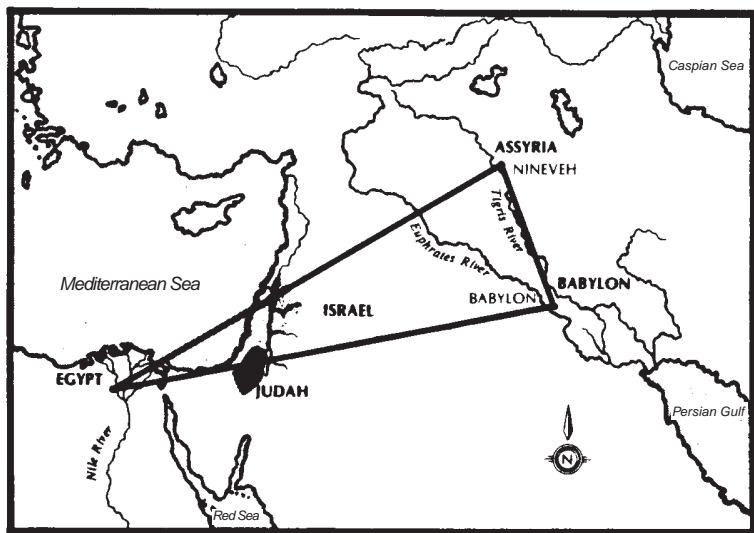 Caspian Sea
ASSYRIA
NINEVEH
Tigris River
Euphrates River
Mediterranean Sea
BABYLON
BABYLON
ISRAEL
EGYPT
JUDAH
Nile River
Persian Gulf
N
Red Sea